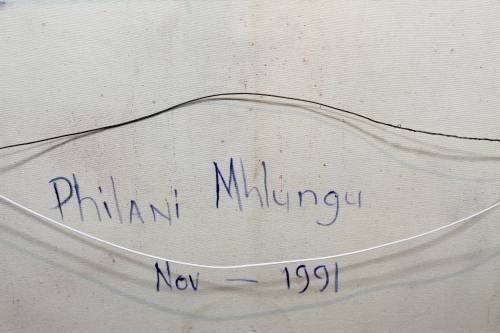 Philani Mhlungu
Nov — 1991